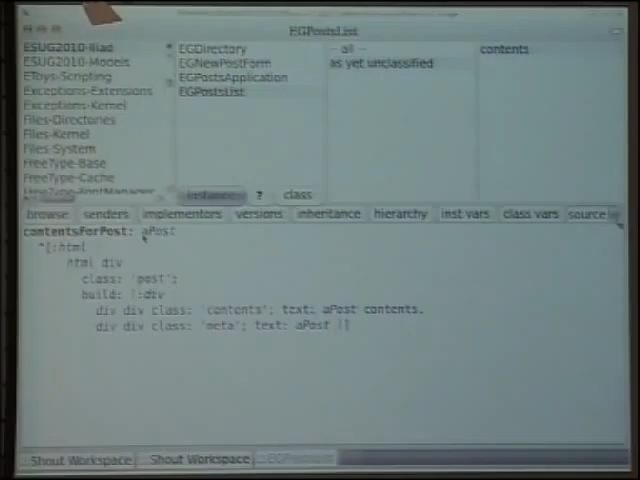 EGPostsList
ESUG2010-Iliad
ESUG2010-Models
EToys-Scripting
Exceptions-Extensions
Exceptions-Kernel
Files-Directories
Files-Kernel
Files-System
FreeType-Base
FreeType-Cache
FreeType-FontManager
EGDirectory
EGNewPostForm
EGPostsApplication
EGPostsList
-- all --
as yet unclassified
contents
instance ? class
browse senders implementors versions inheritance hierarchy inst vars class vars source
contentsForPost: aPost
^[:html
html div
class: 'post';
build: [:div
div div class: 'contents'; text: aPost contents.
div div class: 'meta'; text: aPost ]]
Shout Workspace Shout Workspace EGPostsList